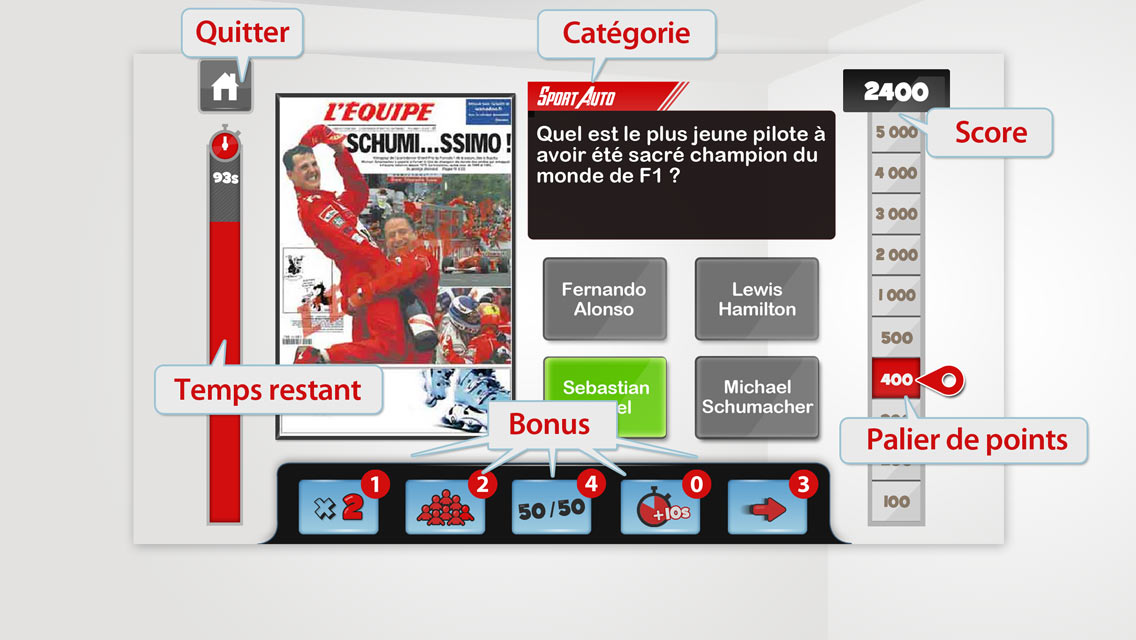 Quitter
Catégorie
SPORT AUTO
2400
Score
L'ÉQUIPE
SCHUMI...SSIMO !
93s
Quel est le plus jeune pilote à
avoir été sacré champion du
monde de F1 ?
5 000
4 000
3 000
2 000
1 000
500
400
100
Fernando
Alonso
Lewis
Hamilton
Sebastian
el
Michael
Schumacher
Temps restant
Bonus
Palier de points
x 2
1
2
50/50
4
+10s
0
3